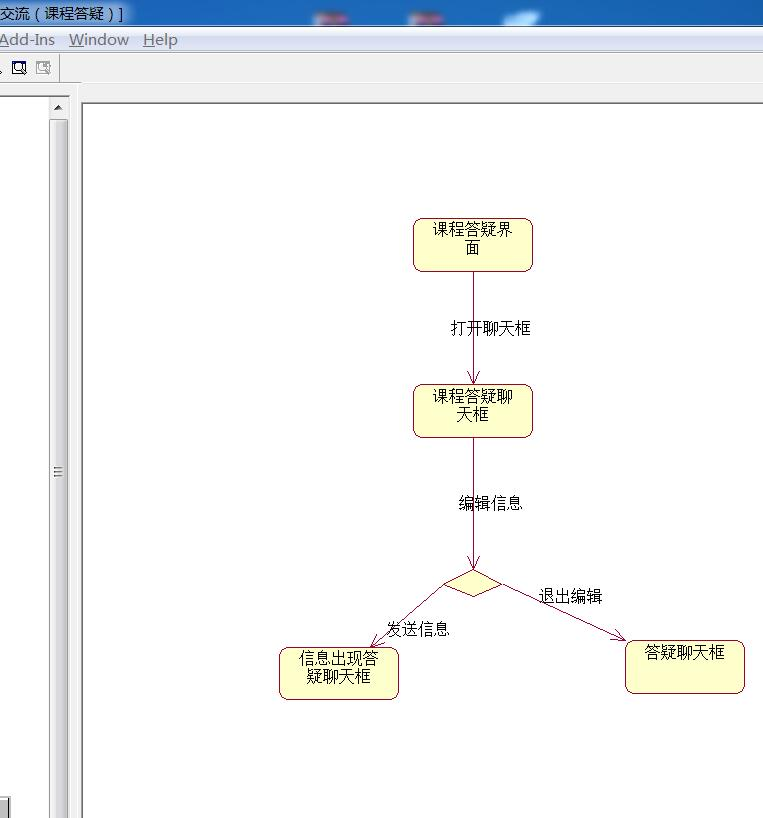 交流（课程答疑）]
Add-Ins Window Help
课程答疑界
面
打开聊天框
课程答疑聊
天框
编辑信息
退出编辑
发送信息
信息出现答
疑聊天框
答疑聊天框